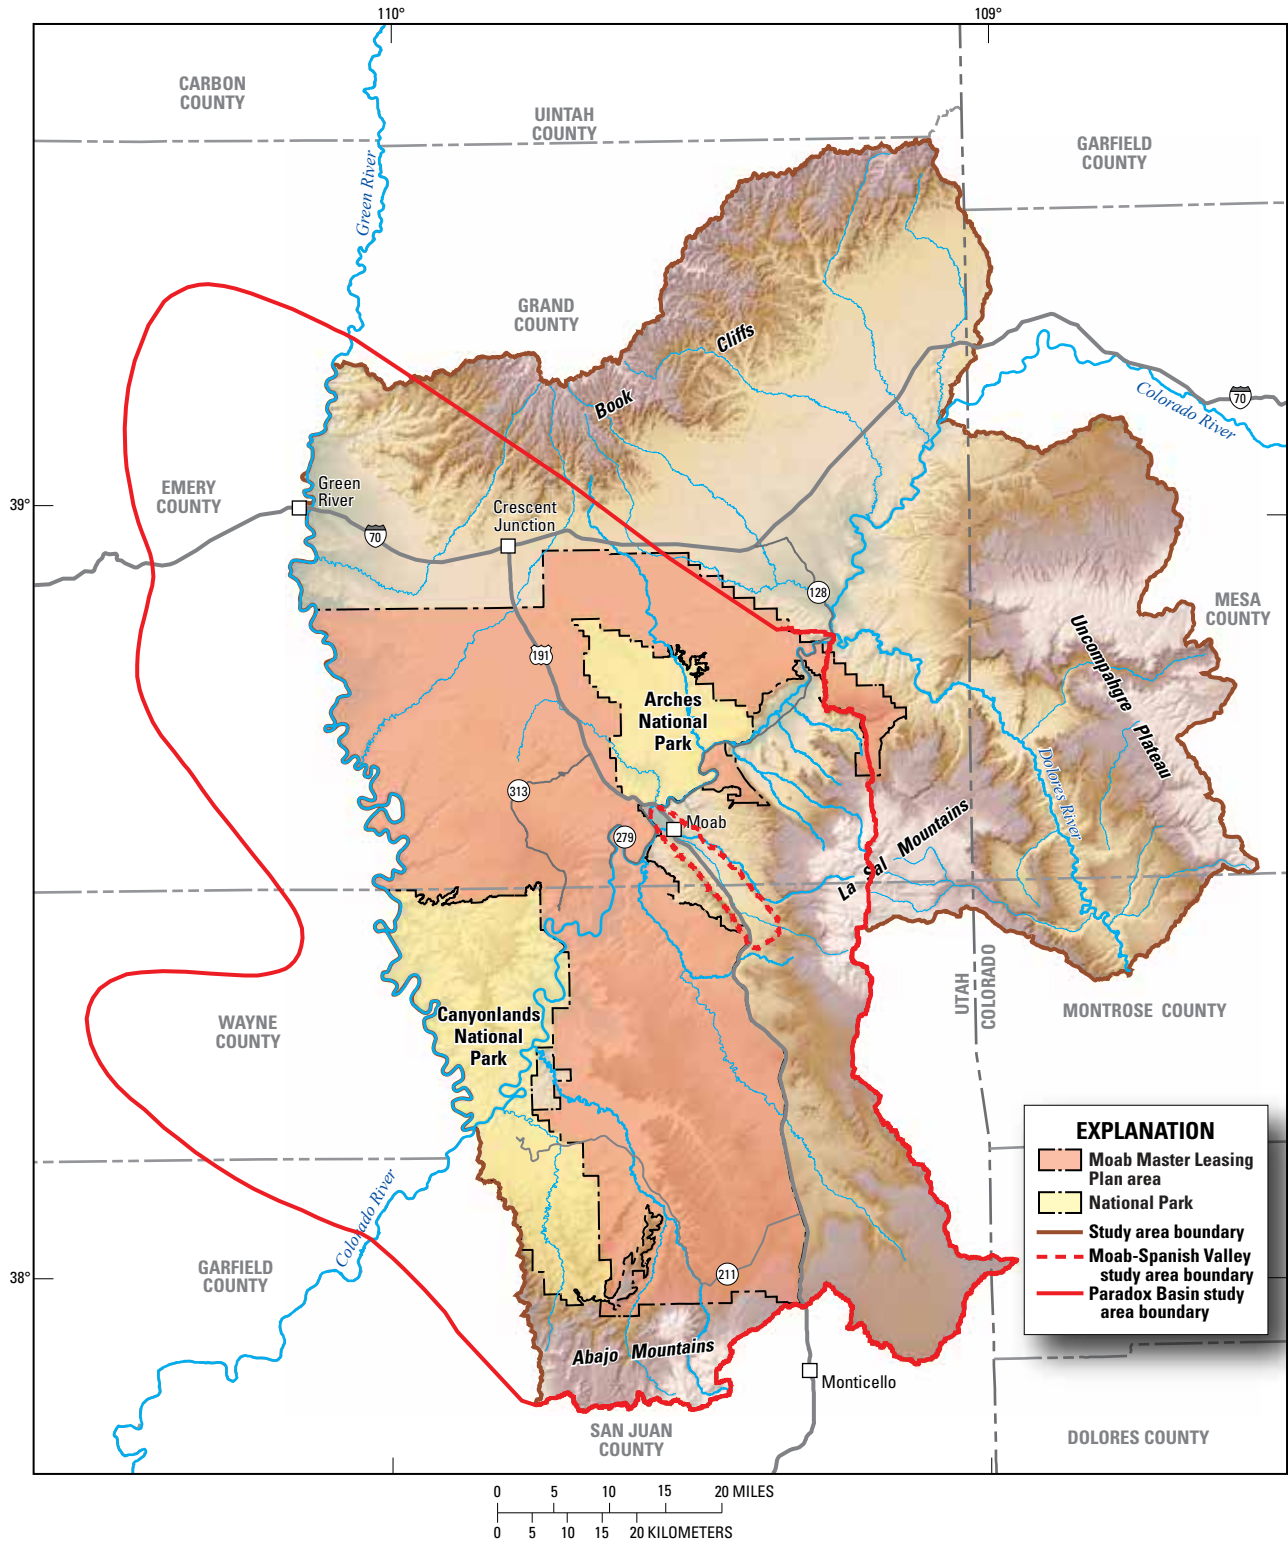 110°
109°
CARBON
COUNTY
UINTAH
COUNTY
GARFIELD
COUNTY
Green River
GRAND
COUNTY
Cliffs
Book
70
Colorado River
EMERY
COUNTY
39°
Green
River
Crescent
Junction
70
128
MESA
COUNTY
191
Uncompahgre Plateau
Arches
National
Park
Dolores River
313
279
Moab
La Sal Mountains
UTAH
COLORADO
WAYNE
COUNTY
Canyonlands
National
Park
MONTROSE COUNTY
EXPLANATION
Moab Master Leasing
Plan area
National Park
Study area boundary
Moab-Spanish Valley
study area boundary
Paradox Basin study
area boundary
Colorado River
GARFIELD
COUNTY
38°
211
Abajo Mountains
Monticello
SAN JUAN
COUNTY
DOLORES COUNTY
0 5 10 15 20 MILES
0 5 10 15 20 KILOMETERS